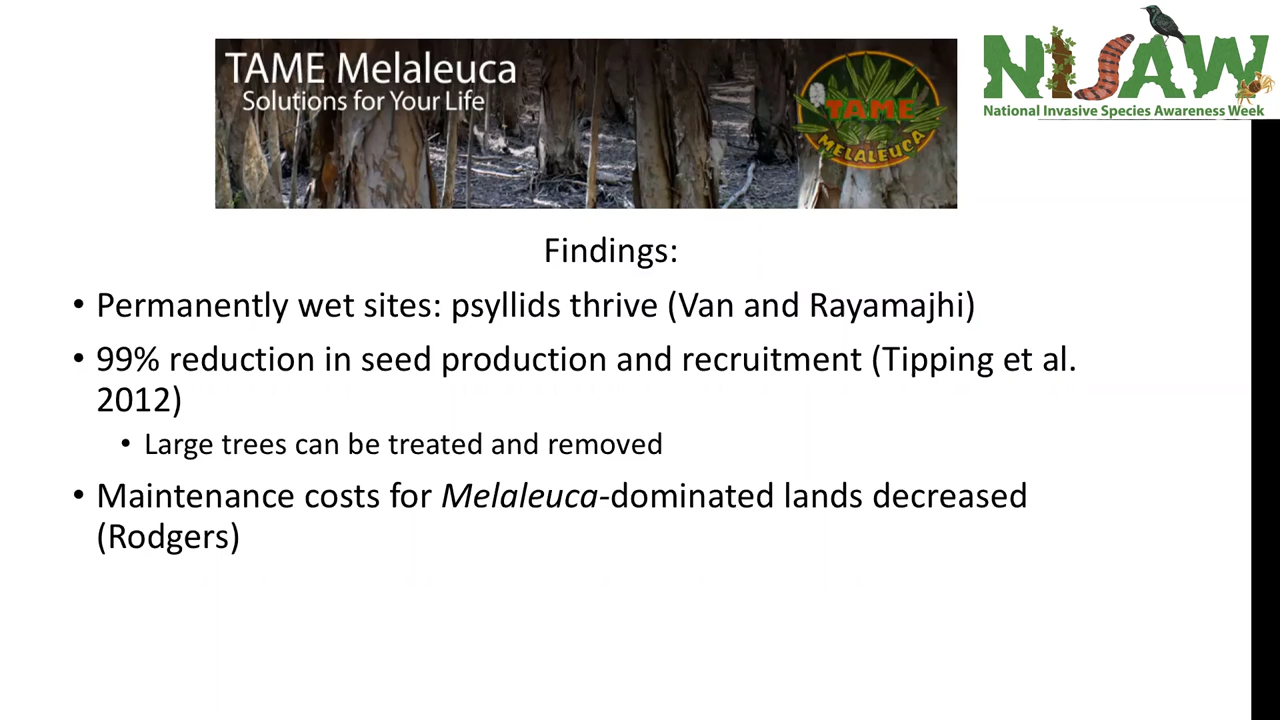 TAME Melaleuca
Solutions for Your Life
TAME
MELALEUCA
NISAW
National Invasive Species Awareness Week
Findings:
• Permanently wet sites: psyllids thrive (Van and Rayamajhi)
• 99% reduction in seed production and recruitment (Tipping et al.
2012)
• Large trees can be treated and removed
• Maintenance costs for Melaleuca-dominated lands decreased
(Rodgers)